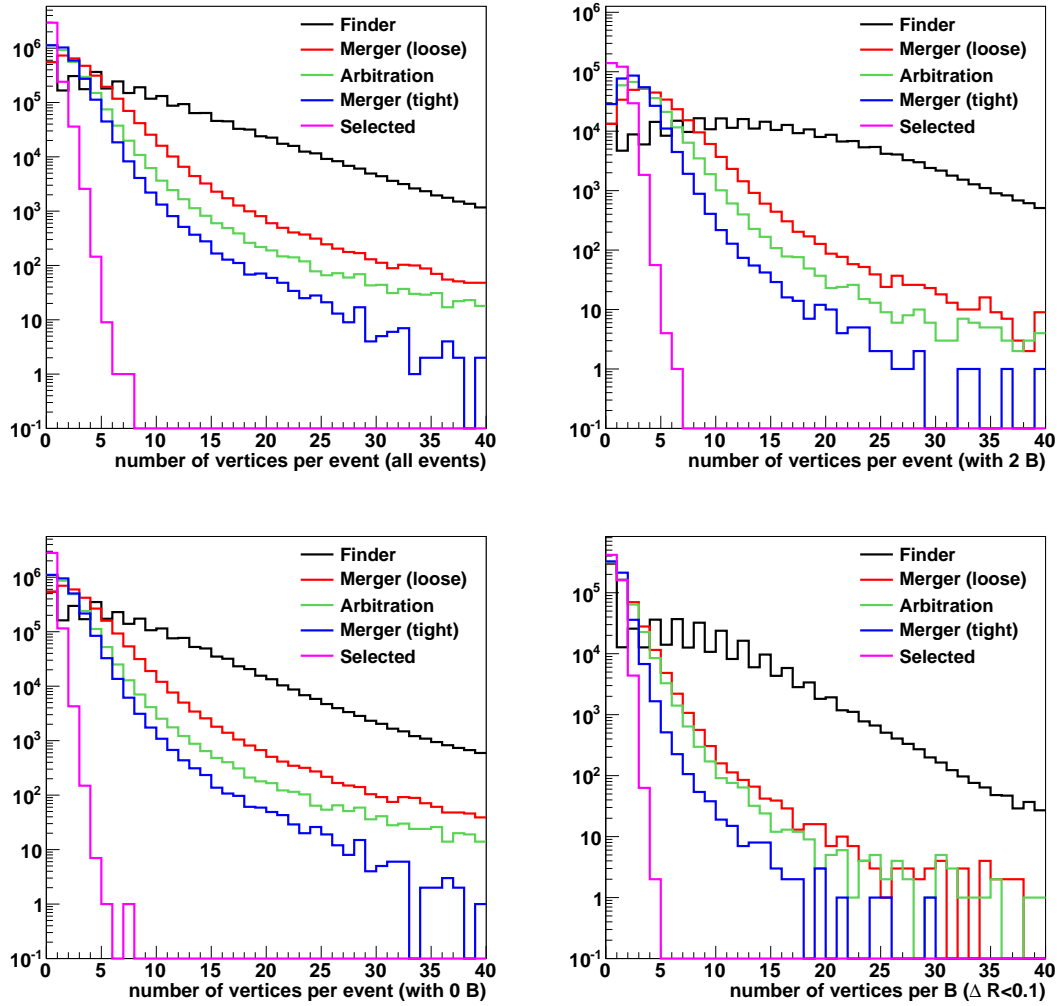 10^6
10^5
10^4
10^3
10^2
10
1
10^-1
0 5 10 15 20 25 30 35 40
number of vertices per event (all events)
Finder
Merger (loose)
Arbitration
Merger (tight)
Selected
10^6
10^5
10^4
10^3
10^2
10
1
10^-1
0 5 10 15 20 25 30 35 40
number of vertices per event (with 2 B)
Finder
Merger (loose)
Arbitration
Merger (tight)
Selected
10^6
10^5
10^4
10^3
10^2
10
1
10^-1
0 5 10 15 20 25 30 35 40
number of vertices per event (with 0 B)
Finder
Merger (loose)
Arbitration
Merger (tight)
Selected
10^5
10^4
10^3
10^2
10
1
10^-1
0 5 10 15 20 25 30 35 40
number of vertices per B (Δ R<0.1)
Finder
Merger (loose)
Arbitration
Merger (tight)
Selected